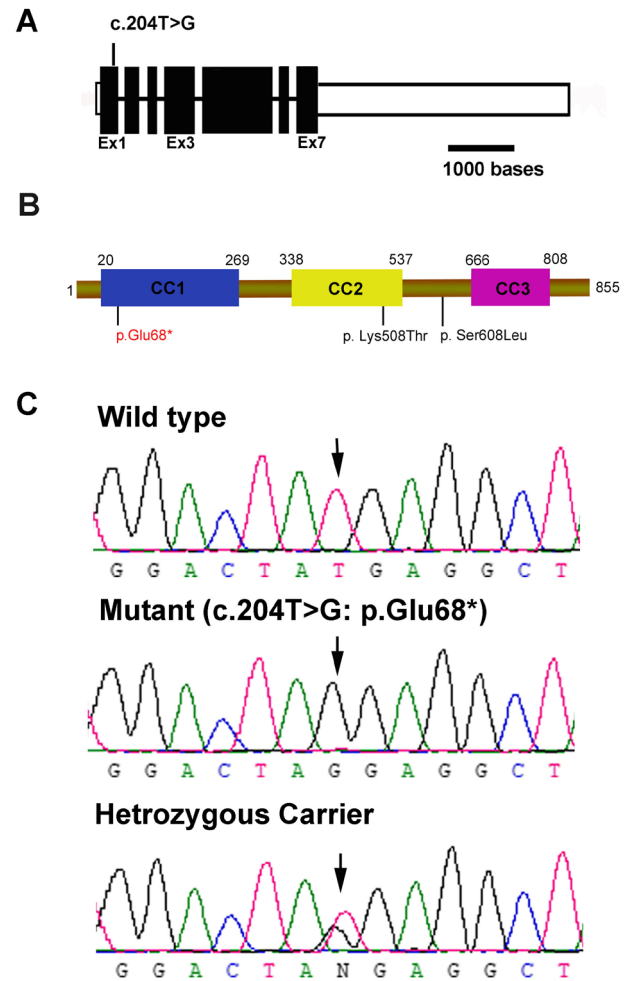 A
c.204T>G
Ex1 Ex3 Ex7
1000 bases
B
20 269 338 537 666 808
1 CC1 CC2 CC3 855
p.Glu68* p. Lys508Thr p. Ser608Leu
C
Wild type
G G A C T A T G A G G C T
Mutant (c.204T>G: p.Glu68*)
G G A C T A G G A G G C T
Hetrozygous Carrier
G G A C T A N G A G G C T